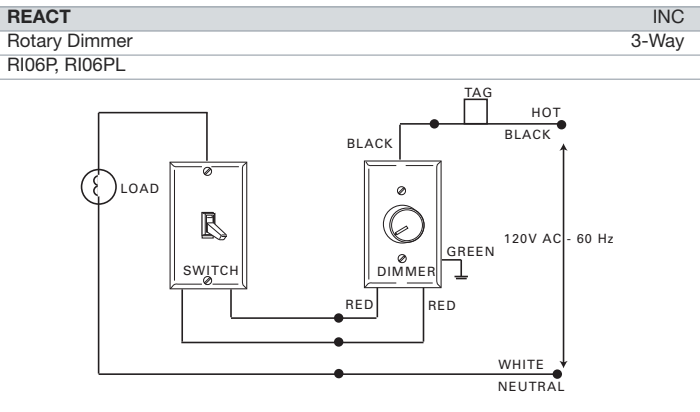 REACT INC
Rotary Dimmer 3-Way
RI06P, RI06PL
TAG
HOT
BLACK
BLACK
LOAD
120V AC - 60 Hz
GREEN
SWITCH
DIMMER
RED RED
WHITE
NEUTRAL